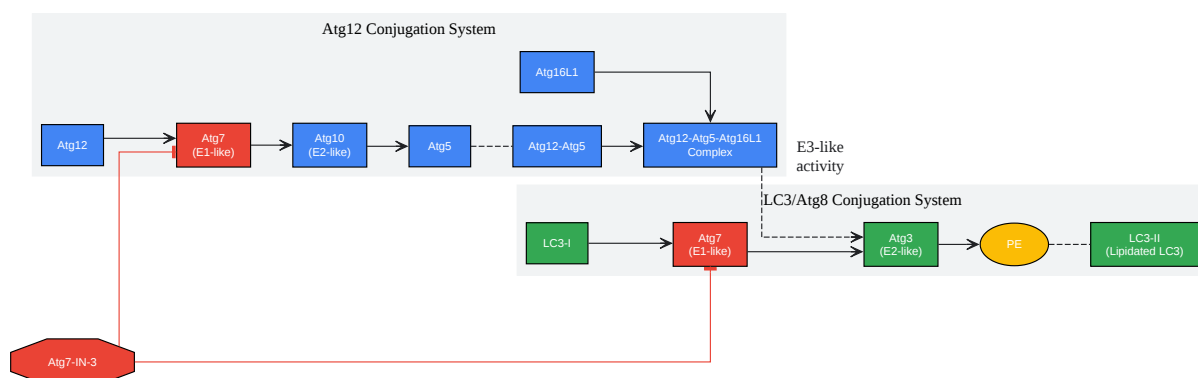 Atg12 Conjugation System
Atg16L1
Atg12
Atg7
(E1-like)
Atg10
(E2-like)
Atg5
Atg12-Atg5
Atg12-Atg5-Atg16L1
Complex
E3-like
activity
LC3/Atg8 Conjugation System
LC3-I
Atg7
(E1-like)
Atg3
(E2-like)
PE
LC3-II
(Lipidated LC3)
Atg7-IN-3